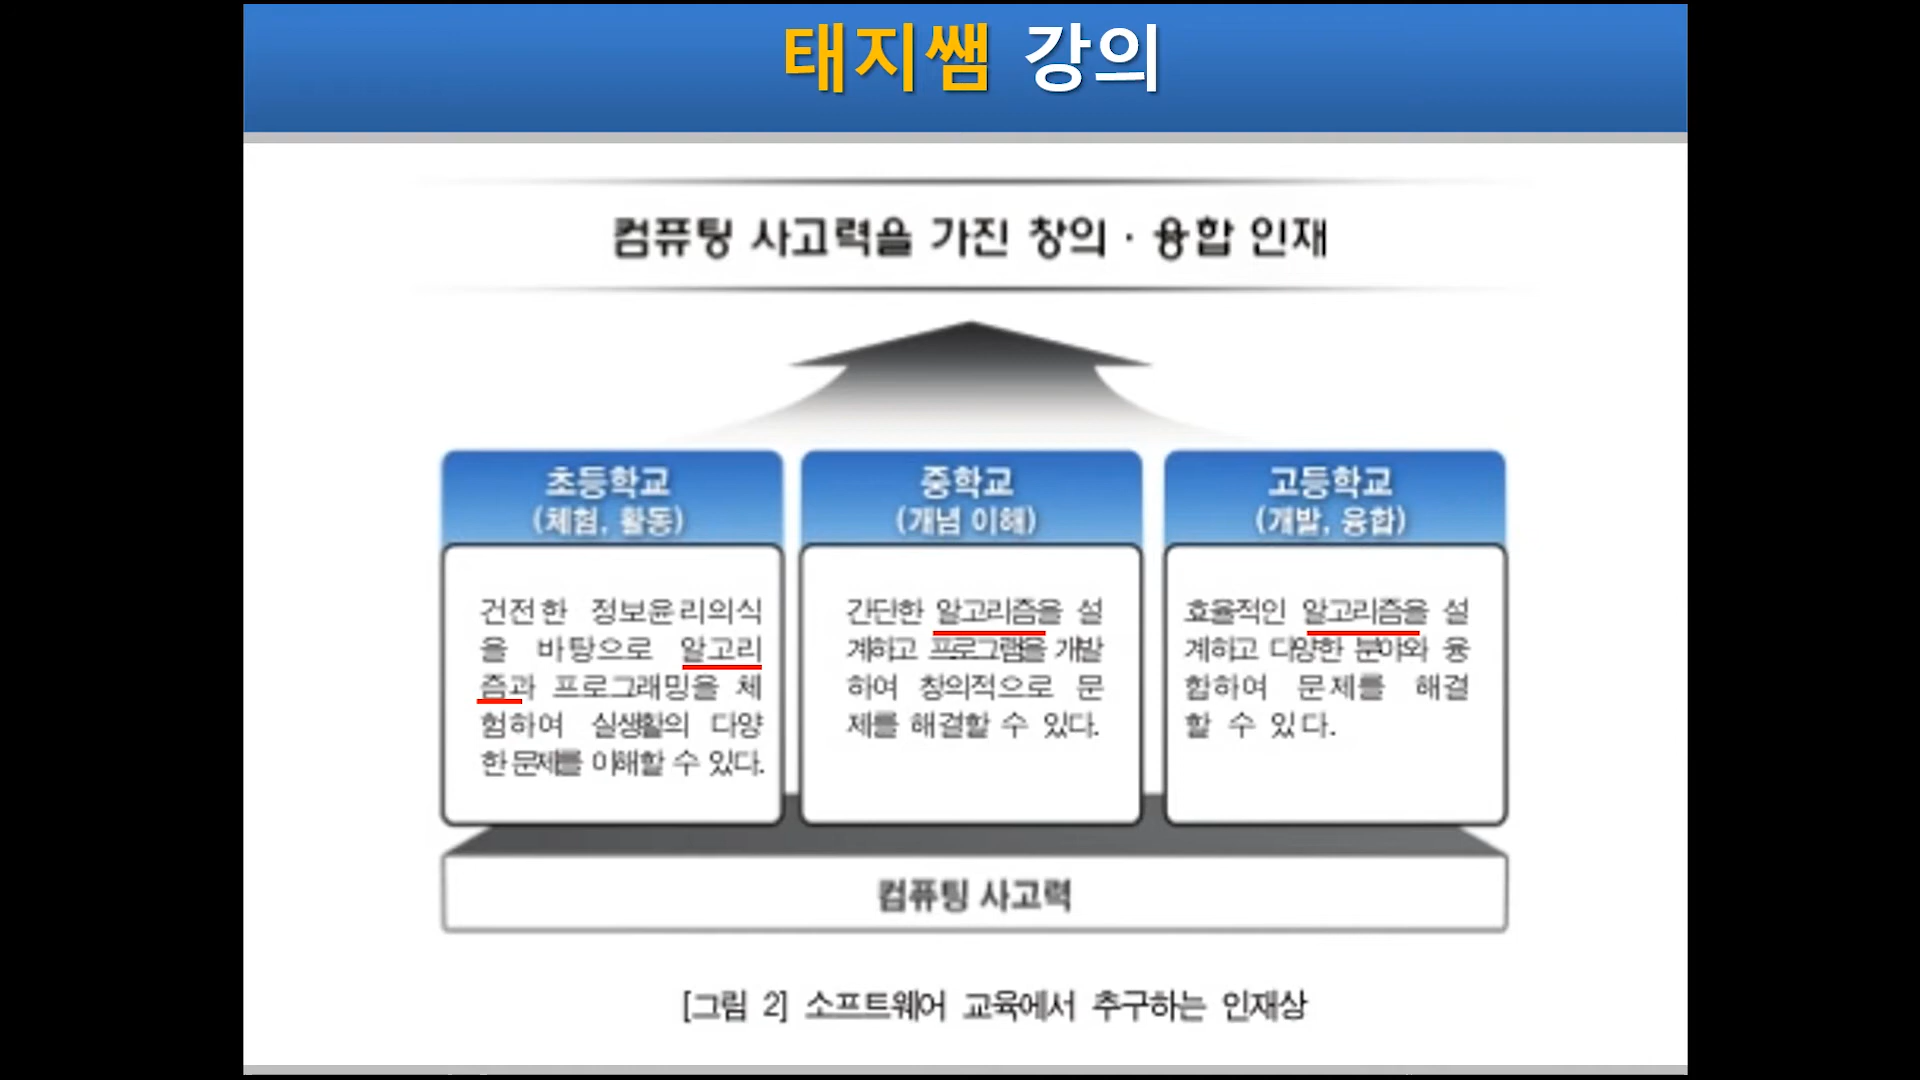 태지쌤 강의
컴퓨팅 사고력을 가진 창의 · 융합 인재
초등학교
(체험, 활동)
건전한 정보윤리의식
을 바탕으로 알고리
즘과 프로그래밍을 체
험하여 실생활의 다양
한 문제를 이해할 수 있다.
중학교
(개념 이해)
간단한 알고리즘을 설
계하고 프로그램을 개발
하여 창의적으로 문
제를 해결할 수 있다.
고등학교
(개발, 융합)
효율적인 알고리즘을 설
계하고 다양한 분야와 융
합하여 문제를 해결
할 수 있다.
컴퓨팅 사고력
[그림 2] 소프트웨어 교육에서 추구하는 인재상